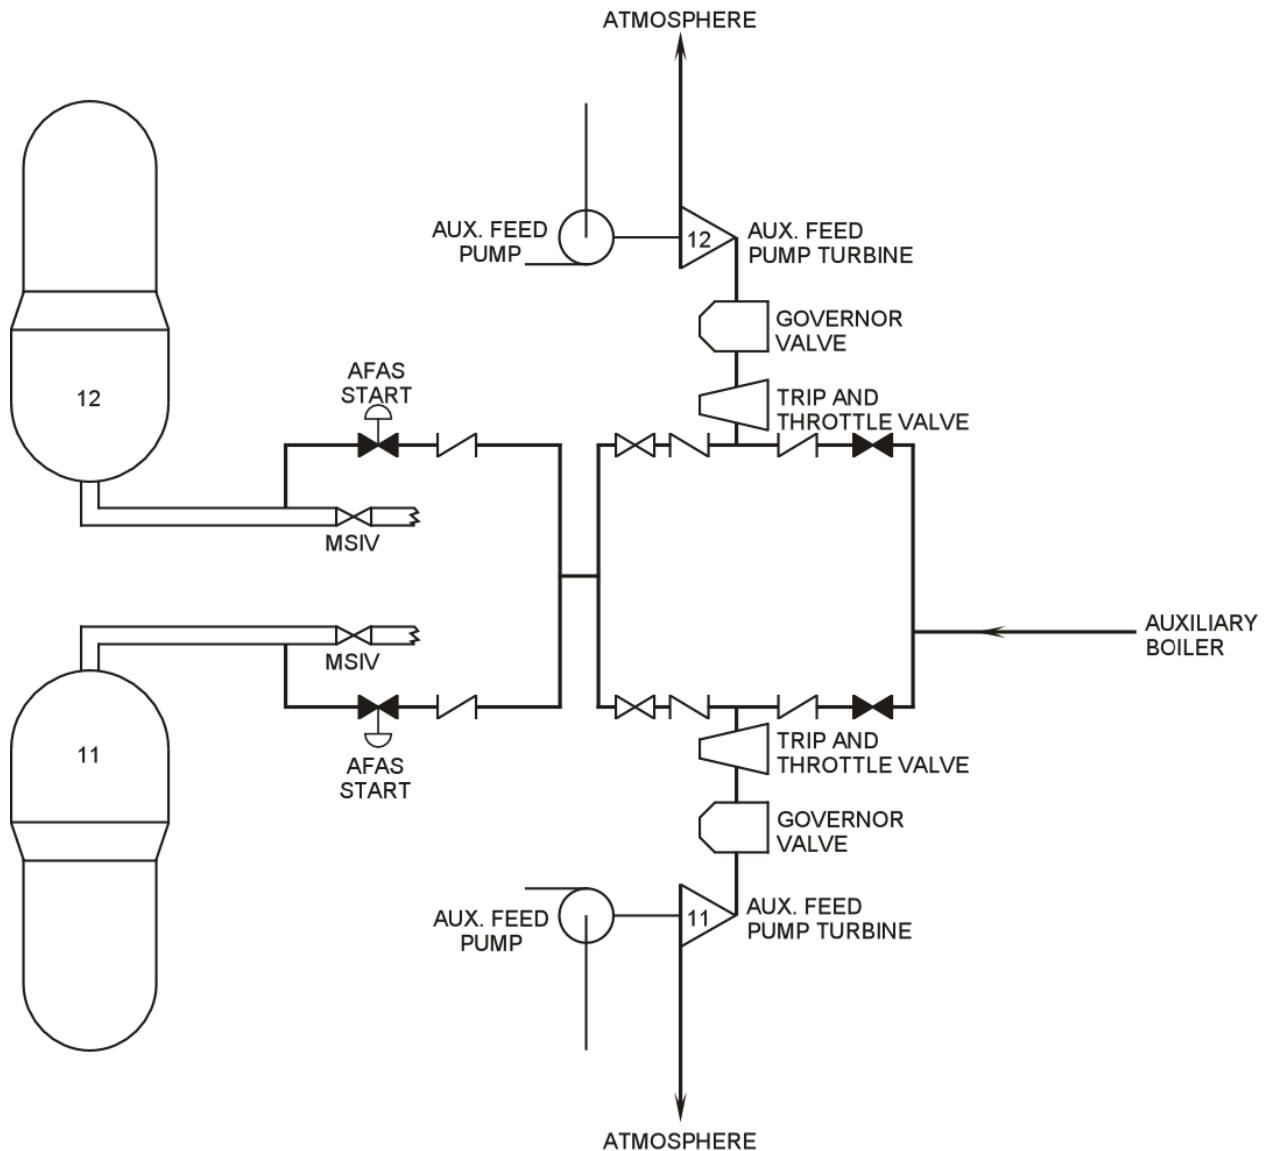 ATMOSPHERE
AUX. FEED
PUMP
12
AUX. FEED
PUMP TURBINE
GOVERNOR
VALVE
AFAS
START
12
TRIP AND
THROTTLE VALVE
MSIV
AUXILIARY
BOILER
MSIV
11
AFAS
START
TRIP AND
THROTTLE VALVE
GOVERNOR
VALVE
AUX. FEED
PUMP
11
AUX. FEED
PUMP TURBINE
ATMOSPHERE